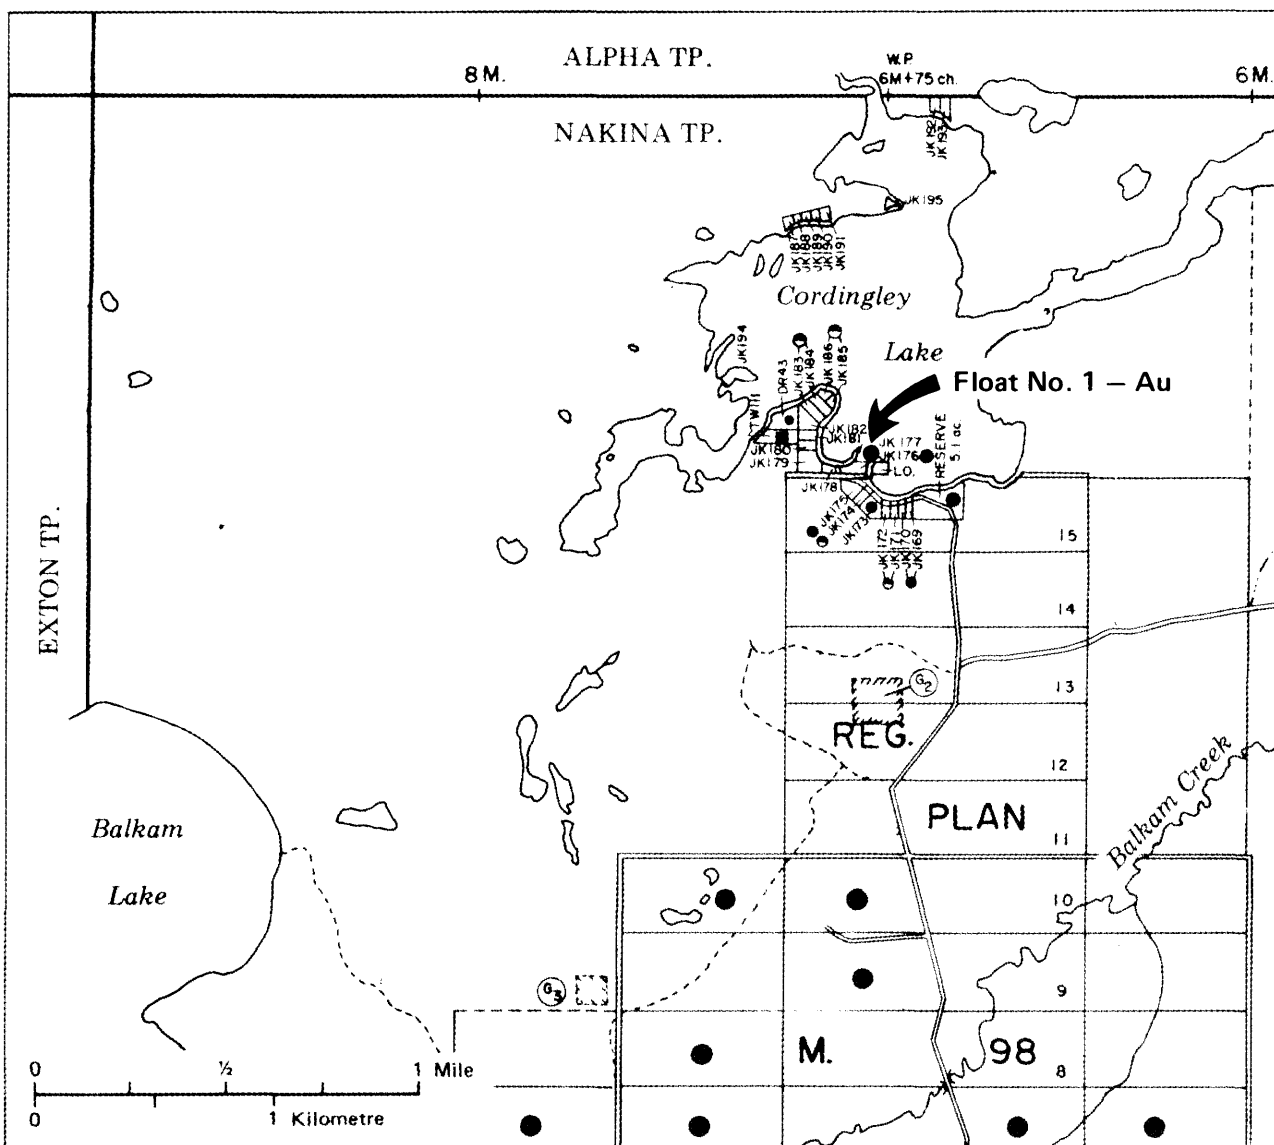 ALPHA TP.
8 M.
W.P.
6M+75 ch.
6 M.
NAKINA TP.
JK192
JK193
JK195
JK187
JK188
JK189
JK190
JK191
Cordingley
Lake
JK194
DR43
JK183
JK184
JK186
JK185
Float No. 1 – Au
TW111
JK182
JK181
JK180
JK179
JK178
JK177
JK176
L.O.
RESERVE
5.1 ac.
JK175
JK174
JK173
JK172
JK171
JK170
JK169
EXTON TP.
15
14
13
G2
REG.
12
PLAN
11
Balkam Creek
Balkam
Lake
10
G3
9
M. 98
8
0 ½ 1 Mile
0 1 Kilometre